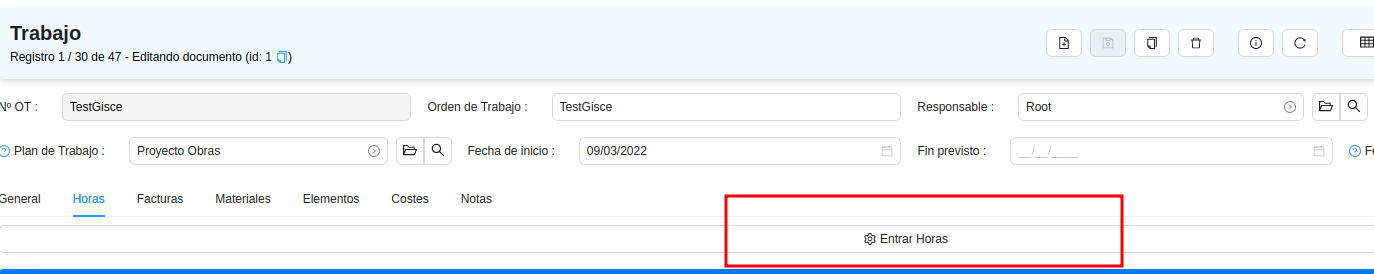 Trabajo
Registro 1 / 30 de 47 - Editando documento (id: 1 )
Nº OT : TestGisce Orden de Trabajo : TestGisce Responsable : Root
Plan de Trabajo : Proyecto Obras Fecha de inicio : 09/03/2022 Fin previsto : __/__/____ Fe
General Horas Facturas Materiales Elementos Costes Notas
Entrar Horas